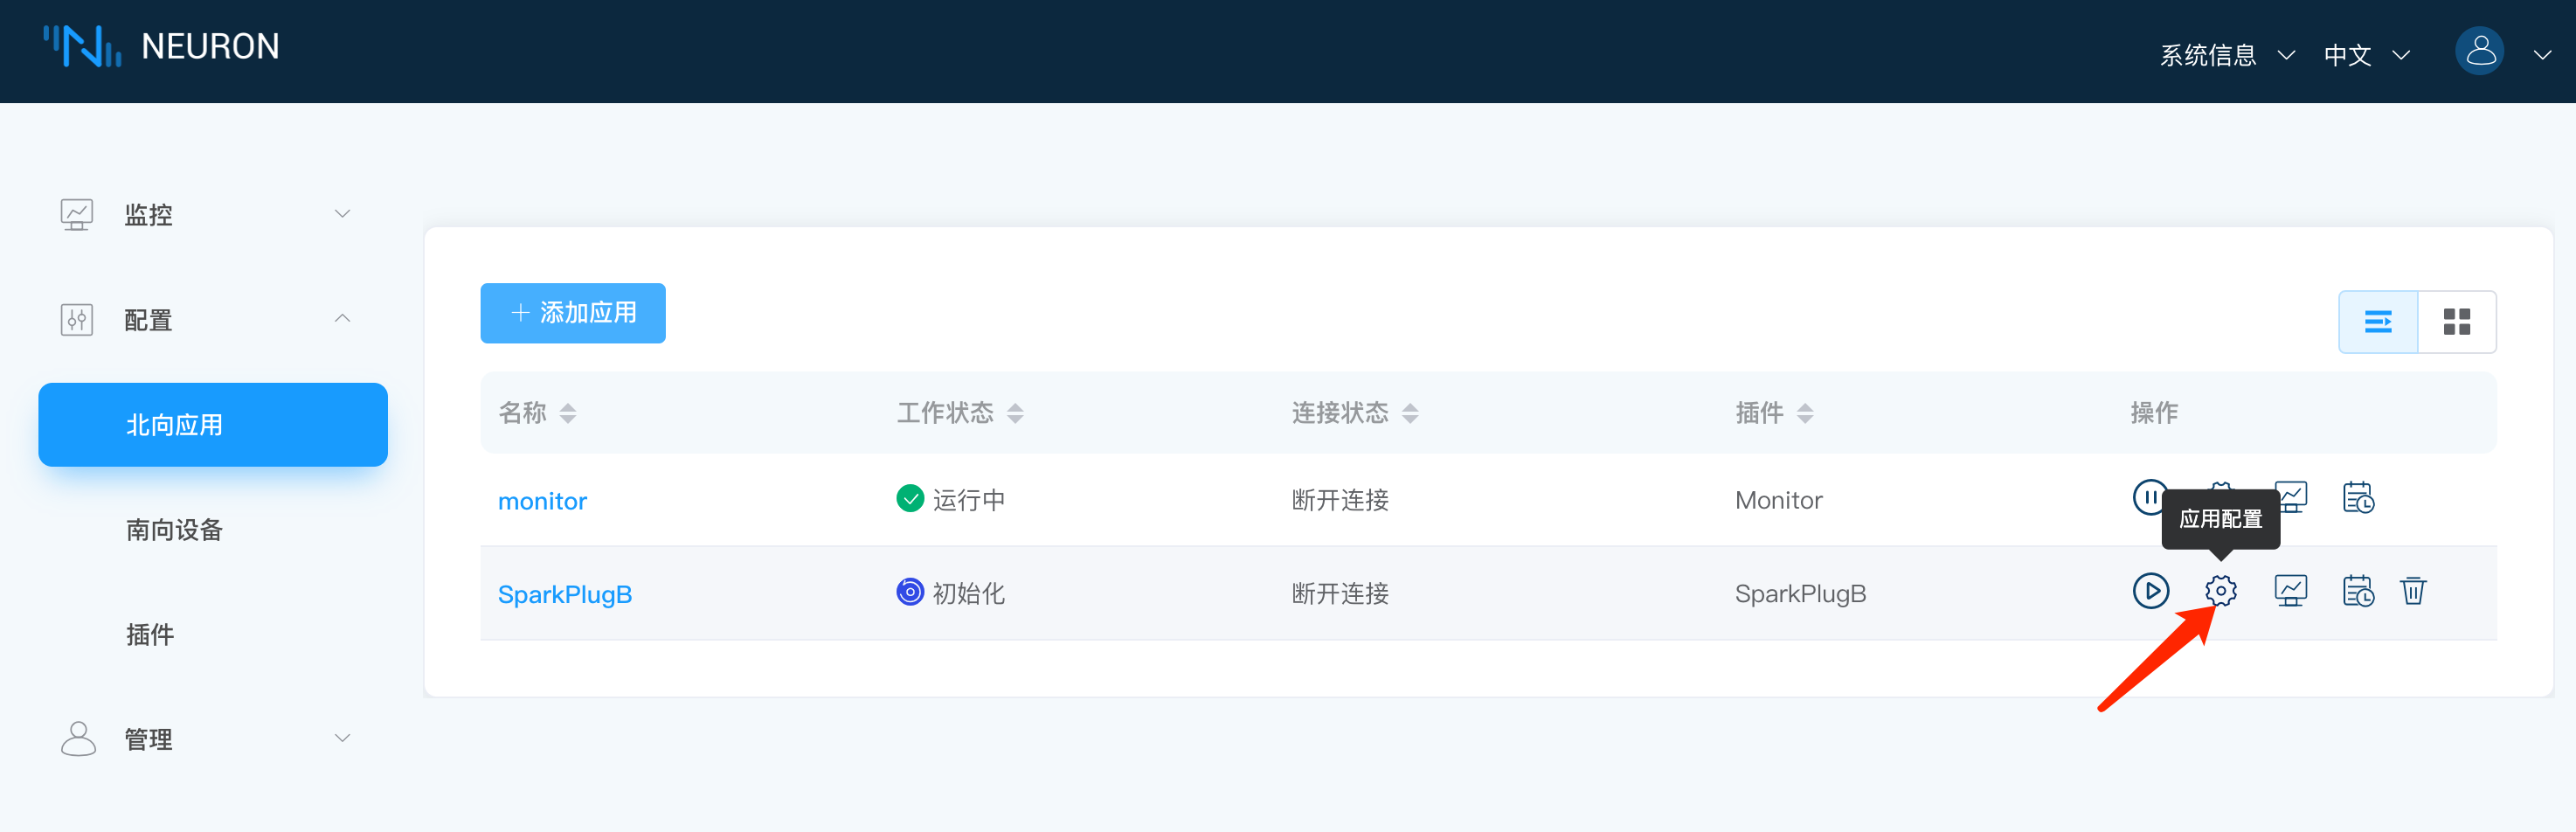 NEURON
系统信息
中文
监控
配置
北向应用
南向设备
插件
管理
添加应用
名称 工作状态 连接状态 插件 操作
monitor 运行中 断开连接 Monitor
应用配置
SparkPlugB 初始化 断开连接 SparkPlugB